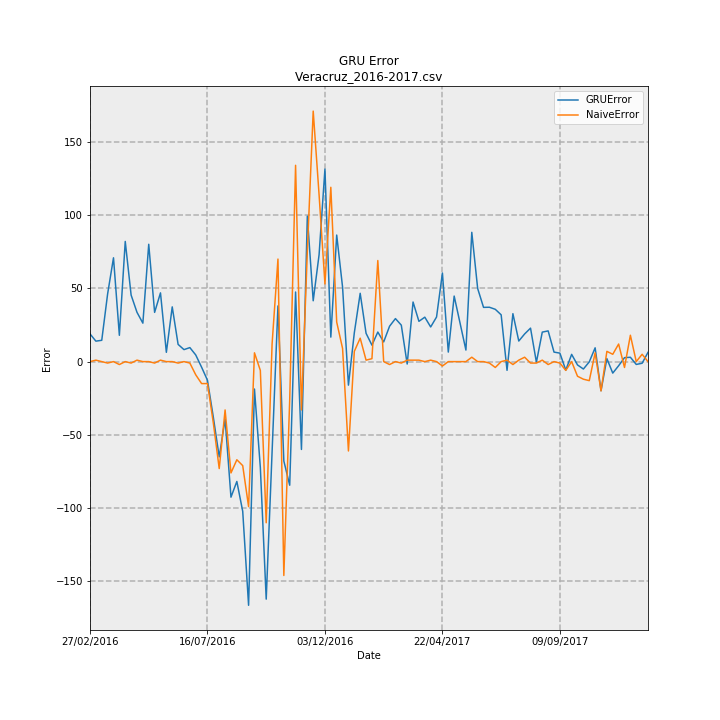 GRU Error
Veracruz_2016-2017.csv
GRUError
NaiveError
150
100
50
0
−50
−100
−150
Error
27/02/2016
16/07/2016
03/12/2016
22/04/2017
09/09/2017
Date